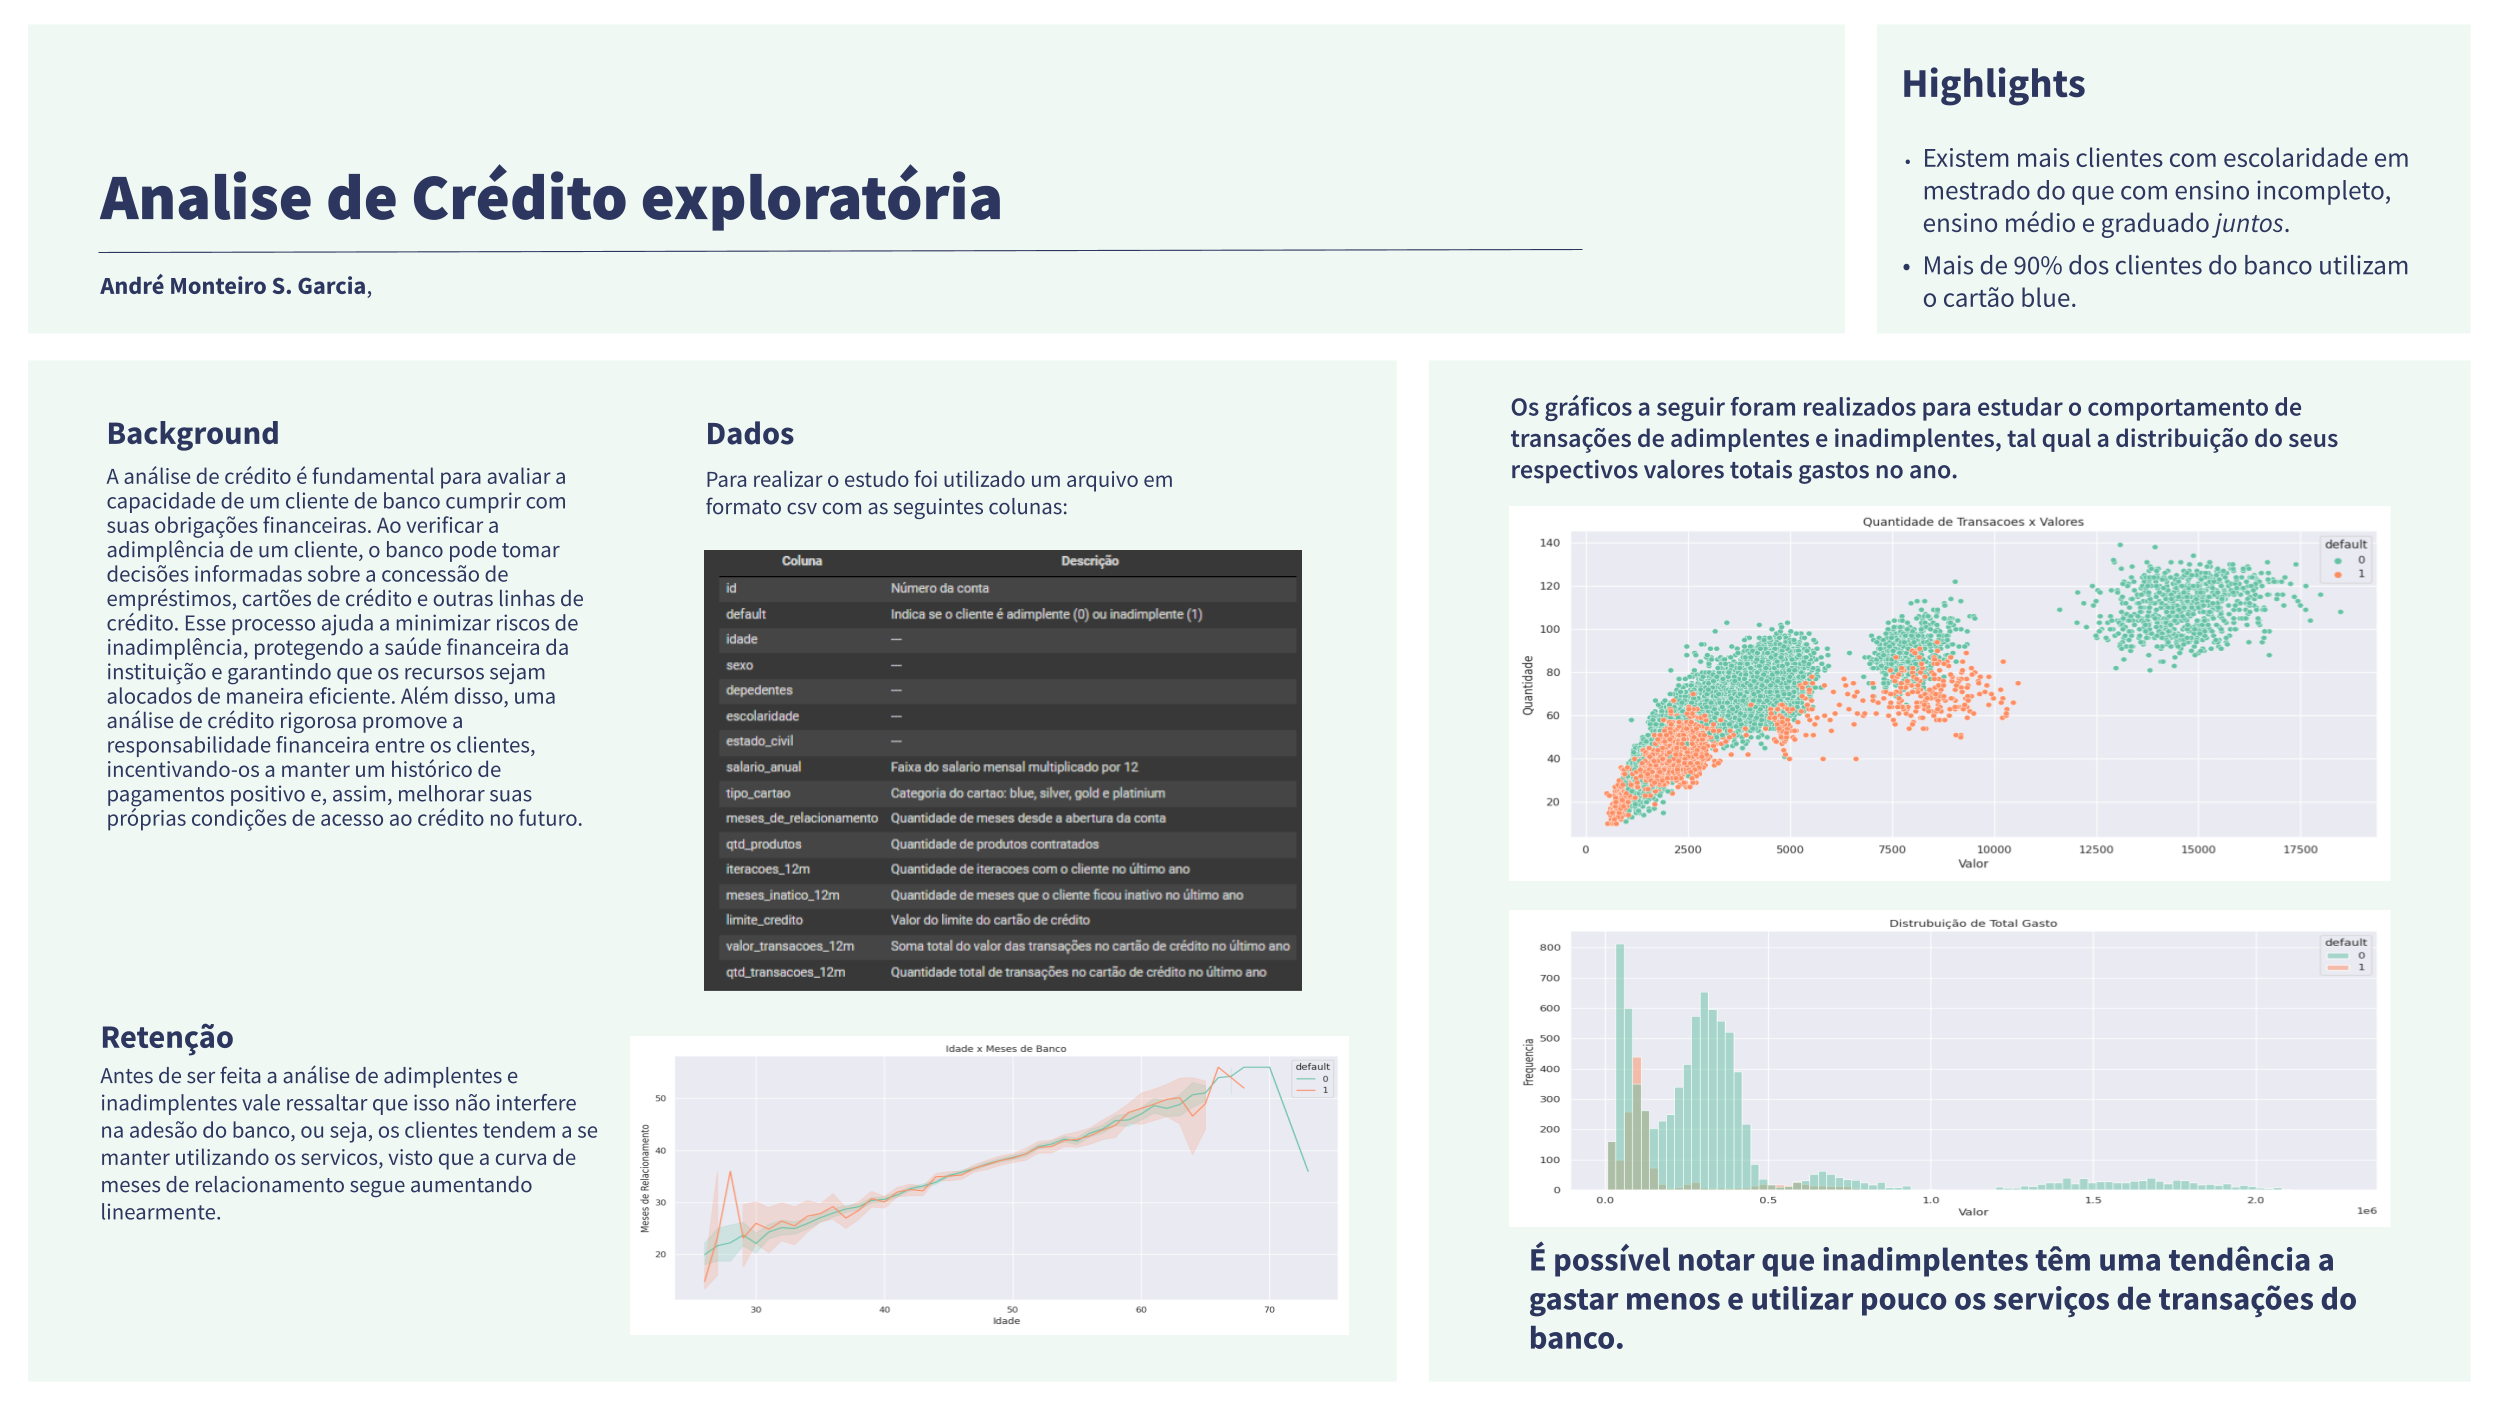 Analise de Crédito exploratória
André Monteiro S. Garcia,
Highlights
• Existem mais clientes com escolaridade em
mestrado do que com ensino incompleto,
ensino médio e graduado juntos.
• Mais de 90% dos clientes do banco utilizam
o cartão blue.
Background
A análise de crédito é fundamental para avaliar a
capacidade de um cliente de banco cumprir com
suas obrigações financeiras. Ao verificar a
adimplência de um cliente, o banco pode tomar
decisões informadas sobre a concessão de
empréstimos, cartões de crédito e outras linhas de
crédito. Esse processo ajuda a minimizar riscos de
inadimplência, protegendo a saúde financeira da
instituição e garantindo que os recursos sejam
alocados de maneira eficiente. Além disso, uma
análise de crédito rigorosa promove a
responsabilidade financeira entre os clientes,
incentivando-os a manter um histórico de
pagamentos positivo e, assim, melhorar suas
próprias condições de acesso ao crédito no futuro.
Dados
Para realizar o estudo foi utilizado um arquivo em
formato csv com as seguintes colunas:
Coluna Descrição
id Número da conta
default Indica se o cliente é adimplente (0) ou inadimplente (1)
idade —
sexo —
depedentes —
escolaridade —
estado_civil —
salario_anual Faixa do salario mensal multiplicado por 12
tipo_cartao Categoria do cartao: blue, silver, gold e platinium
meses_de_relacionamento Quantidade de meses desde a abertura da conta
qtd_produtos Quantidade de produtos contratados
iteracoes_12m Quantidade de iteracoes com o cliente no último ano
meses_inatico_12m Quantidade de meses que o cliente ficou inativo no último ano
limite_credito Valor do limite do cartão de crédito
valor_transacoes_12m Soma total do valor das transações no cartão de crédito no último ano
qtd_transacoes_12m Quantidade total de transações no cartão de crédito no último ano
Retenção
Antes de ser feita a análise de adimplentes e
inadimplentes vale ressaltar que isso não interfere
na adesão do banco, ou seja, os clientes tendem a se
manter utilizando os servicos, visto que a curva de
meses de relacionamento segue aumentando
linearmente.
Idade x Meses de Banco
default
0
1
Meses de Relacionamento
50
40
30
20
30 40 50 60 70
Idade
Os gráficos a seguir foram realizados para estudar o comportamento de
transações de adimplentes e inadimplentes, tal qual a distribuição do seus
respectivos valores totais gastos no ano.
Quantidade de Transacoes x Valores
default
0
1
Quantidade
140
120
100
80
60
40
20
0 2500 5000 7500 10000 12500 15000 17500
Valor
Distrubuição de Total Gasto
default
0
1
Frequencia
800
700
600
500
400
300
200
100
0
0.0 0.5 1.0 1.5 2.0
Valor 1e6
É possível notar que inadimplentes têm uma tendência a
gastar menos e utilizar pouco os serviços de transações do
banco.